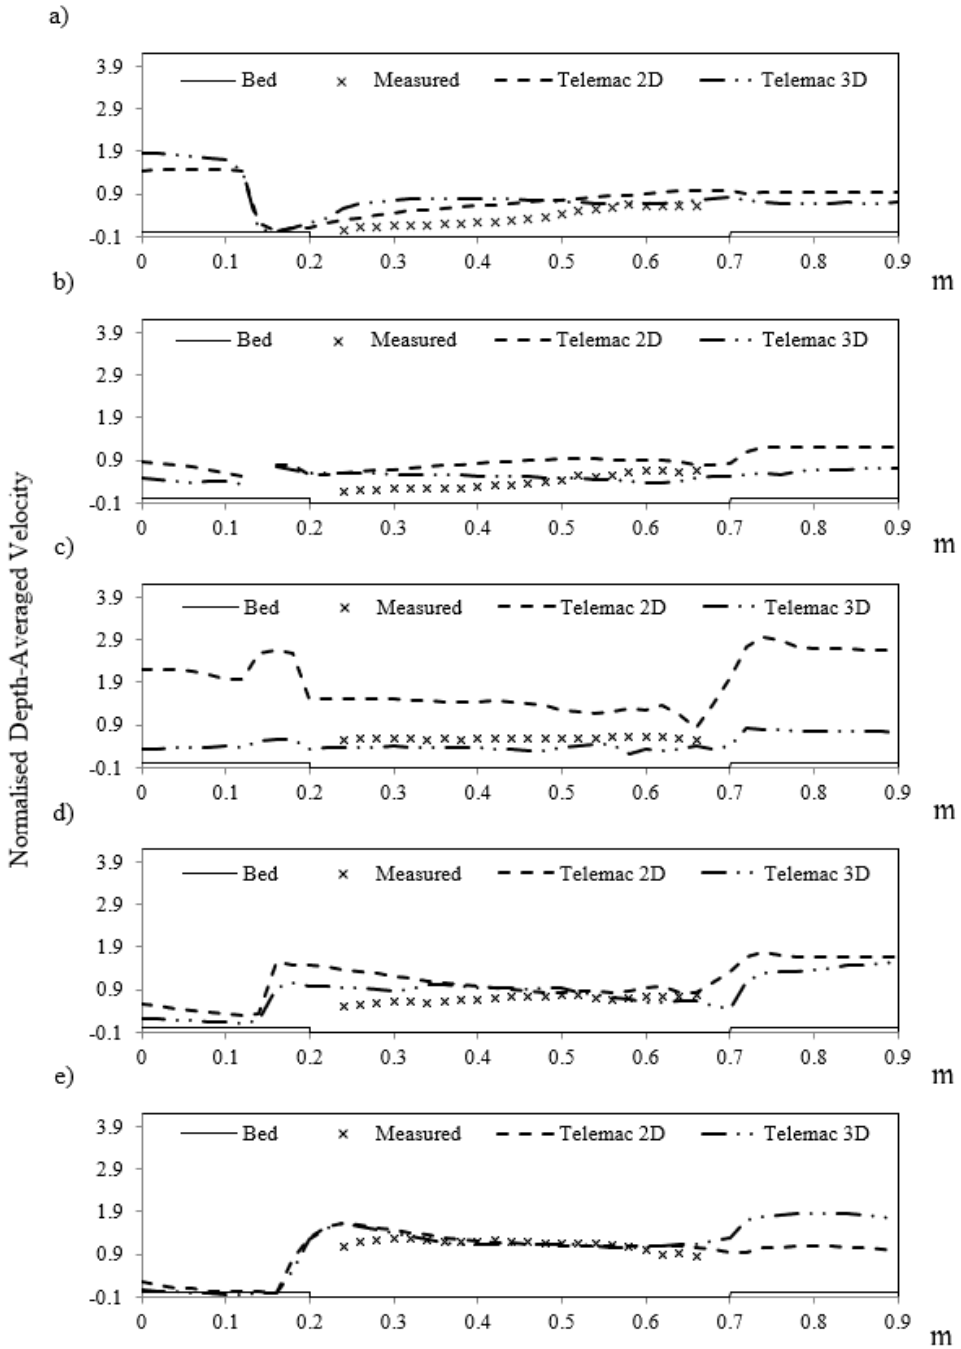 a)
3.9
Bed Measured Telemac 2D Telemac 3D
2.9
1.9
0.9
-0.1
0 0.1 0.2 0.3 0.4 0.5 0.6 0.7 0.8 0.9
b) m
3.9
Bed Measured Telemac 2D Telemac 3D
2.9
1.9
0.9
-0.1
0 0.1 0.2 0.3 0.4 0.5 0.6 0.7 0.8 0.9
c) m
3.9
Bed Measured Telemac 2D Telemac 3D
2.9
1.9
0.9
-0.1
0 0.1 0.2 0.3 0.4 0.5 0.6 0.7 0.8 0.9
d) m
3.9
Bed Measured Telemac 2D Telemac 3D
2.9
1.9
0.9
-0.1
0 0.1 0.2 0.3 0.4 0.5 0.6 0.7 0.8 0.9
e) m
3.9
Bed Measured Telemac 2D Telemac 3D
2.9
1.9
0.9
-0.1
0 0.1 0.2 0.3 0.4 0.5 0.6 0.7 0.8 0.9
m
Normalised Depth-Averaged Velocity